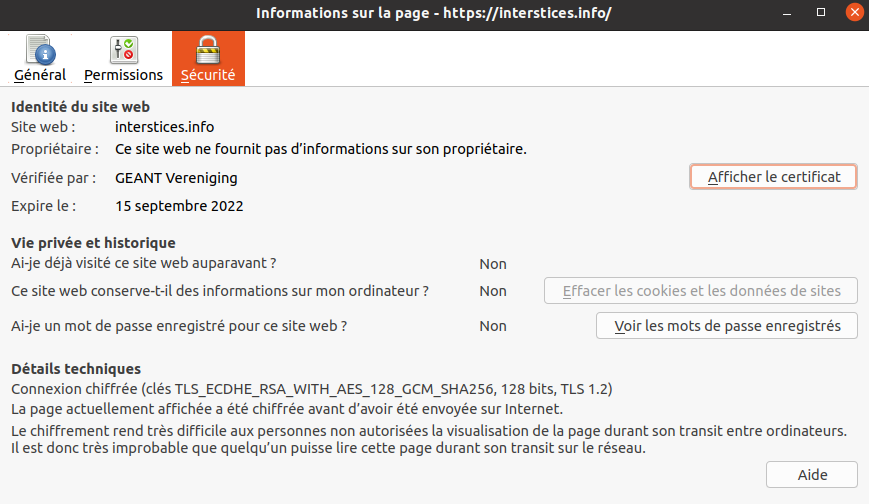 Informations sur la page - https://interstices.info/
Général Permissions Sécurité
Identité du site web
Site web : interstices.info
Propriétaire : Ce site web ne fournit pas d’informations sur son propriétaire.
Vérifiée par : GEANT Vereniging Afficher le certificat
Expire le : 15 septembre 2022
Vie privée et historique
Ai-je déjà visité ce site web auparavant ? Non
Ce site web conserve-t-il des informations sur mon ordinateur ? Non Effacer les cookies et les données de sites
Ai-je un mot de passe enregistré pour ce site web ? Non Voir les mots de passe enregistrés
Détails techniques
Connexion chiffrée (clés TLS_ECDHE_RSA_WITH_AES_128_GCM_SHA256, 128 bits, TLS 1.2)
La page actuellement affichée a été chiffrée avant d’avoir été envoyée sur Internet.
Le chiffrement rend très difficile aux personnes non autorisées la visualisation de la page durant son transit entre ordinateurs.
Il est donc très improbable que quelqu’un puisse lire cette page durant son transit sur le réseau.
Aide